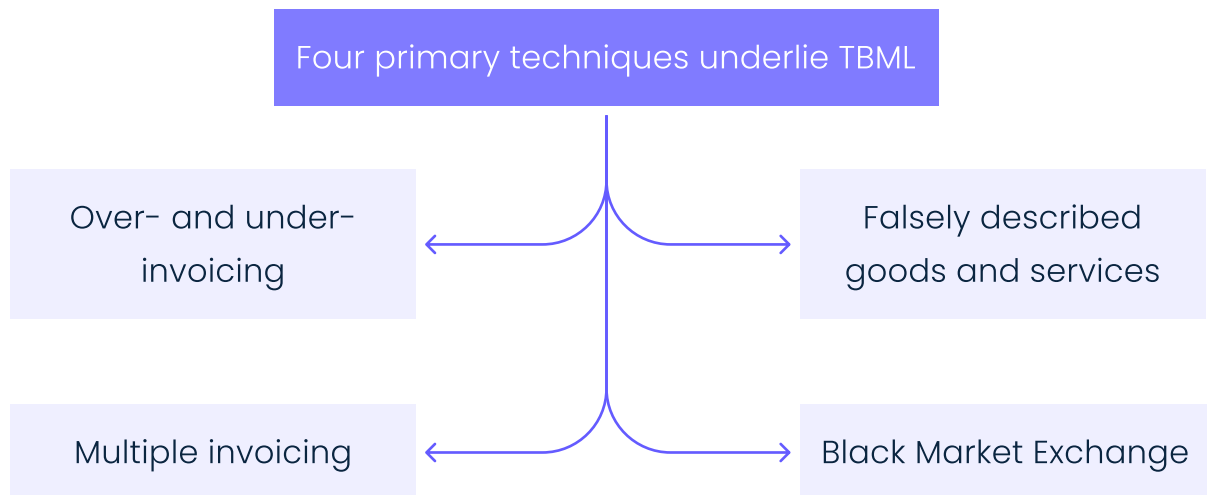 Four primary techniques underlie TBML
Over- and under-
invoicing
Falsely described
goods and services
Multiple invoicing
Black Market Exchange